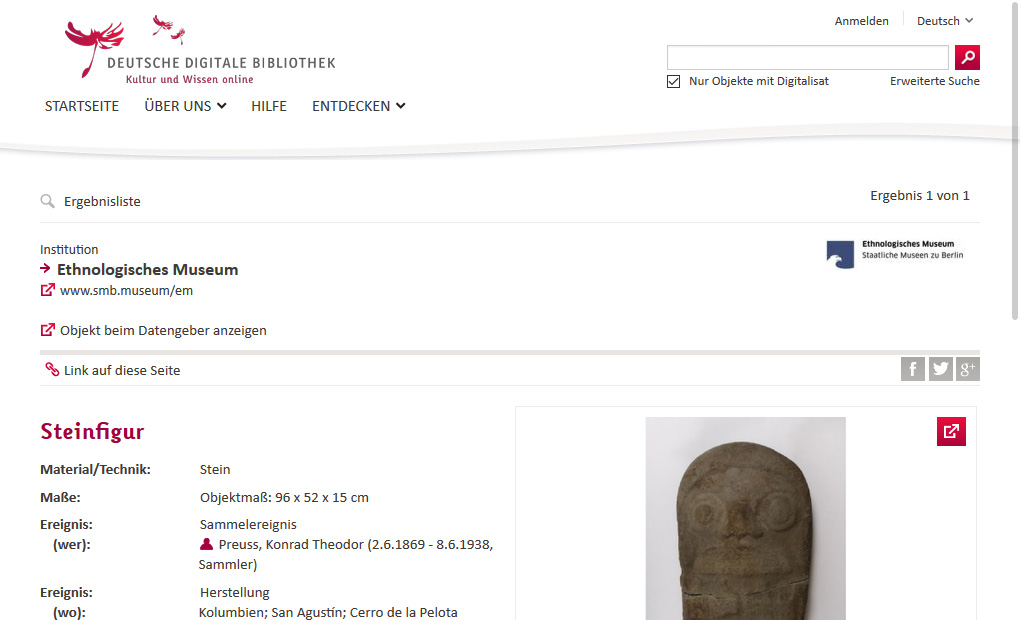 Anmelden
Deutsch
DEUTSCHE DIGITALE BIBLIOTHEK
Kultur und Wissen online
Nur Objekte mit Digitalisat
Erweiterte Suche
STARTSEITE
ÜBER UNS
HILFE
ENTDECKEN
Ergebnisliste
Ergebnis 1 von 1
Institution
Ethnologisches Museum
www.smb.museum/em
Ethnologisches Museum
Staatliche Museen zu Berlin
Objekt beim Datengeber anzeigen
Link auf diese Seite
f
g+
Steinfigur
Material/Technik: Stein
Maße: Objektmaß: 96 x 52 x 15 cm
Ereignis: Sammelereignis
(wer): Preuss, Konrad Theodor (2.6.1869 - 8.6.1938,
Sammler)
Ereignis: Herstellung
(wo): Kolumbien; San Agustín; Cerro de la Pelota